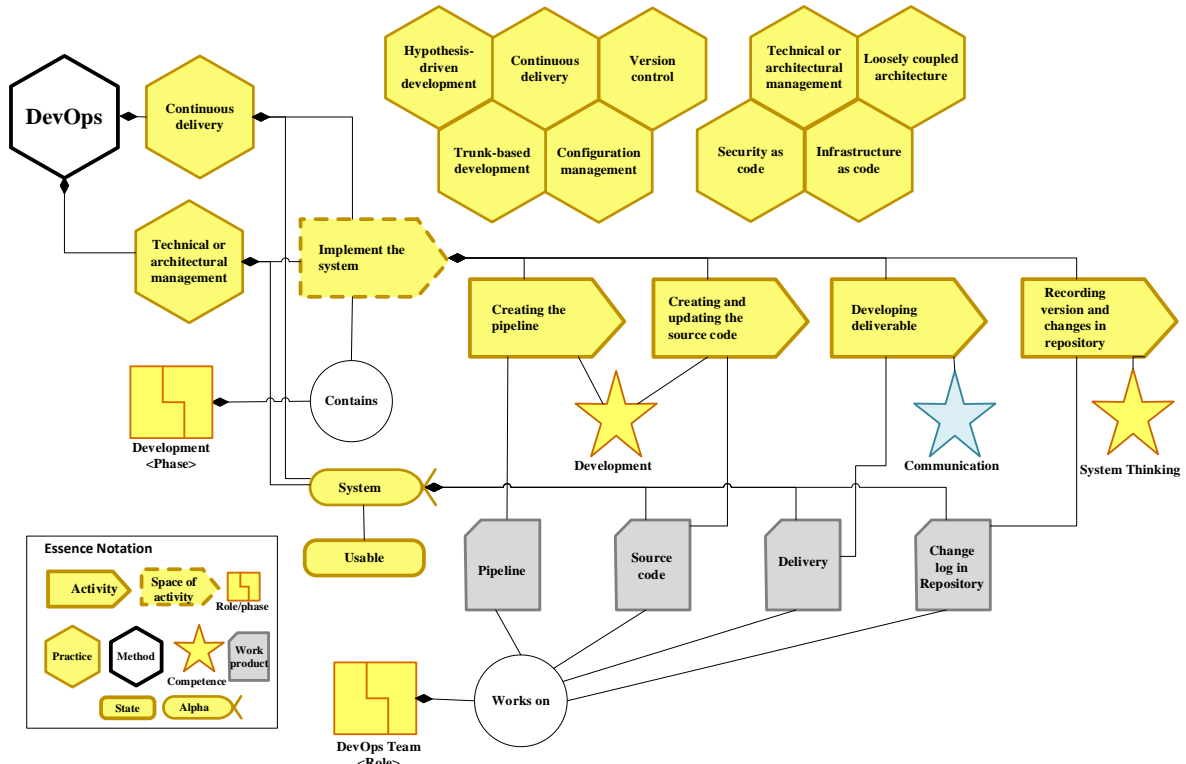 Hypothesis-
driven
development
Continuous
delivery
Version
control
Technical or
architectural
management
Loosely coupled
architecture
DevOps
Continuous
delivery
Trunk-based
development
Configuration
management
Security as
code
Infrastructure
as code
Technical or
architectural
management
Implement the
system
Creating the
pipeline
Creating and
updating the
source code
Developing
deliverable
Recording
version and
changes in
repository
Contains
Development
<Phase>
Development
Communication
System Thinking
System
Usable
Pipeline
Source
code
Delivery
Change
log in
Repository
Essence Notation
Activity
Space of
activity
Role/phase
Practice
Method
Competence
Work
product
State
Alpha
Works on
DevOps Team
<Role>